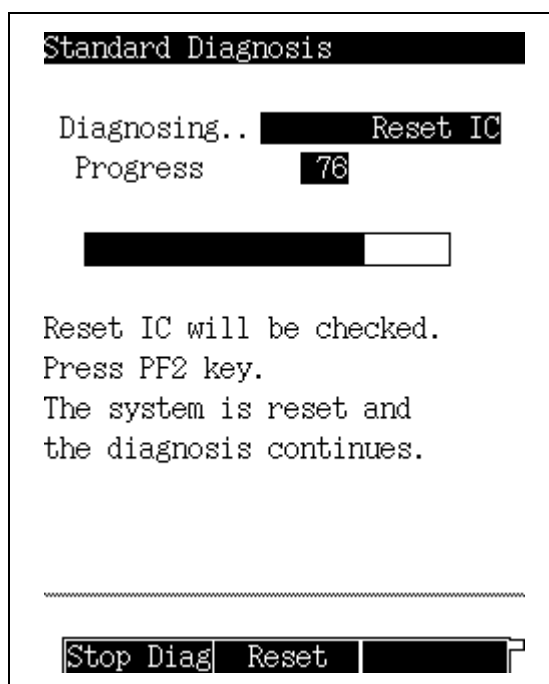 Standard Diagnosis
Diagnosing.. Reset IC
Progress 76
Reset IC will be checked.
Press PF2 key.
The system is reset and
the diagnosis continues.
Stop Diag Reset